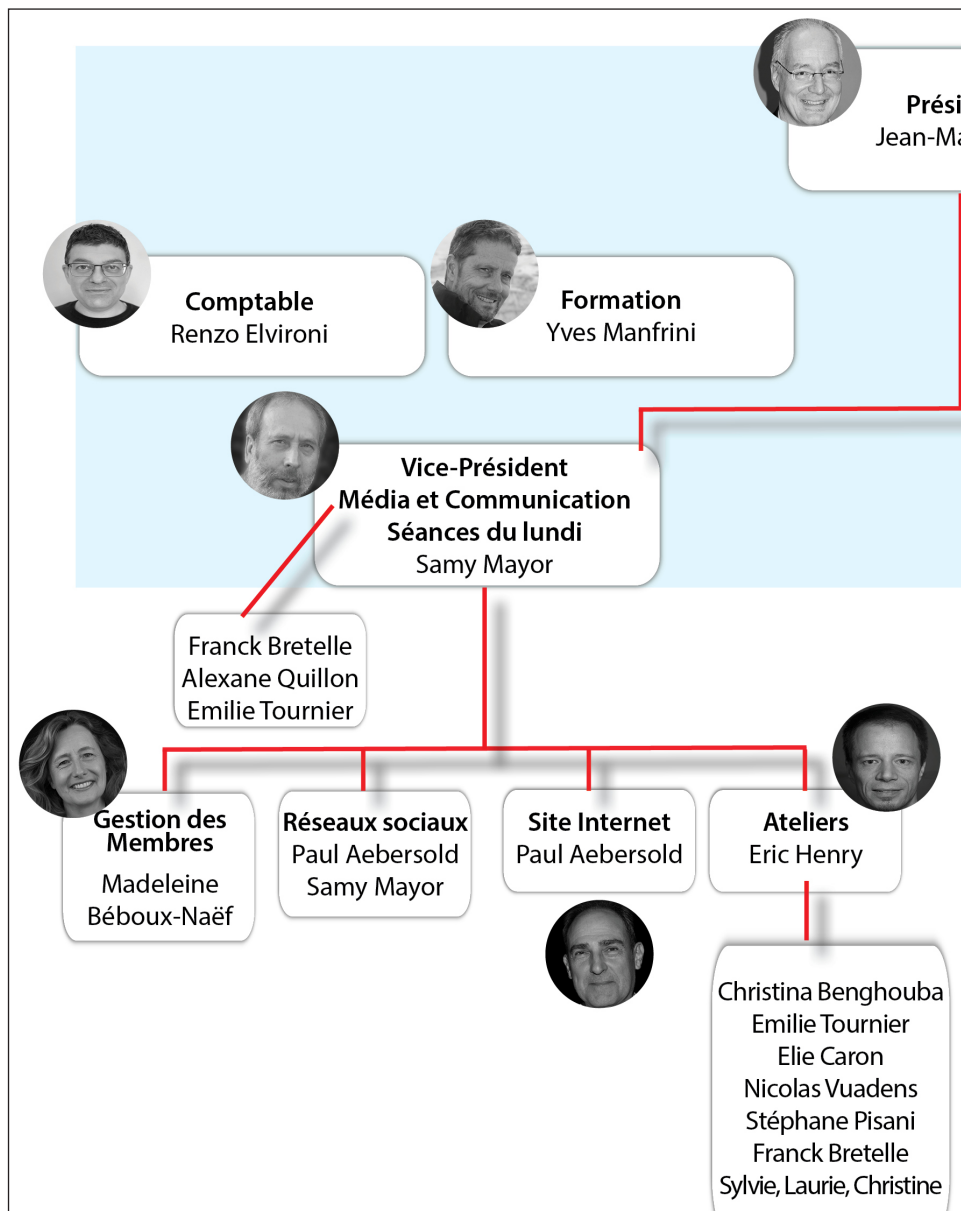 Prési
Jean-Ma
Comptable
Renzo Elvironi
Formation
Yves Manfrini
Vice-Président
Média et Communication
Séances du lundi
Samy Mayor
Franck Bretelle
Alexane Quillon
Emilie Tournier
Gestion des
Membres
Madeleine
Béboux-Naëf
Réseaux sociaux
Paul Aebersold
Samy Mayor
Site Internet
Paul Aebersold
Ateliers
Eric Henry
Christina Benghouba
Emilie Tournier
Elie Caron
Nicolas Vuadens
Stéphane Pisani
Franck Bretelle
Sylvie, Laurie, Christine